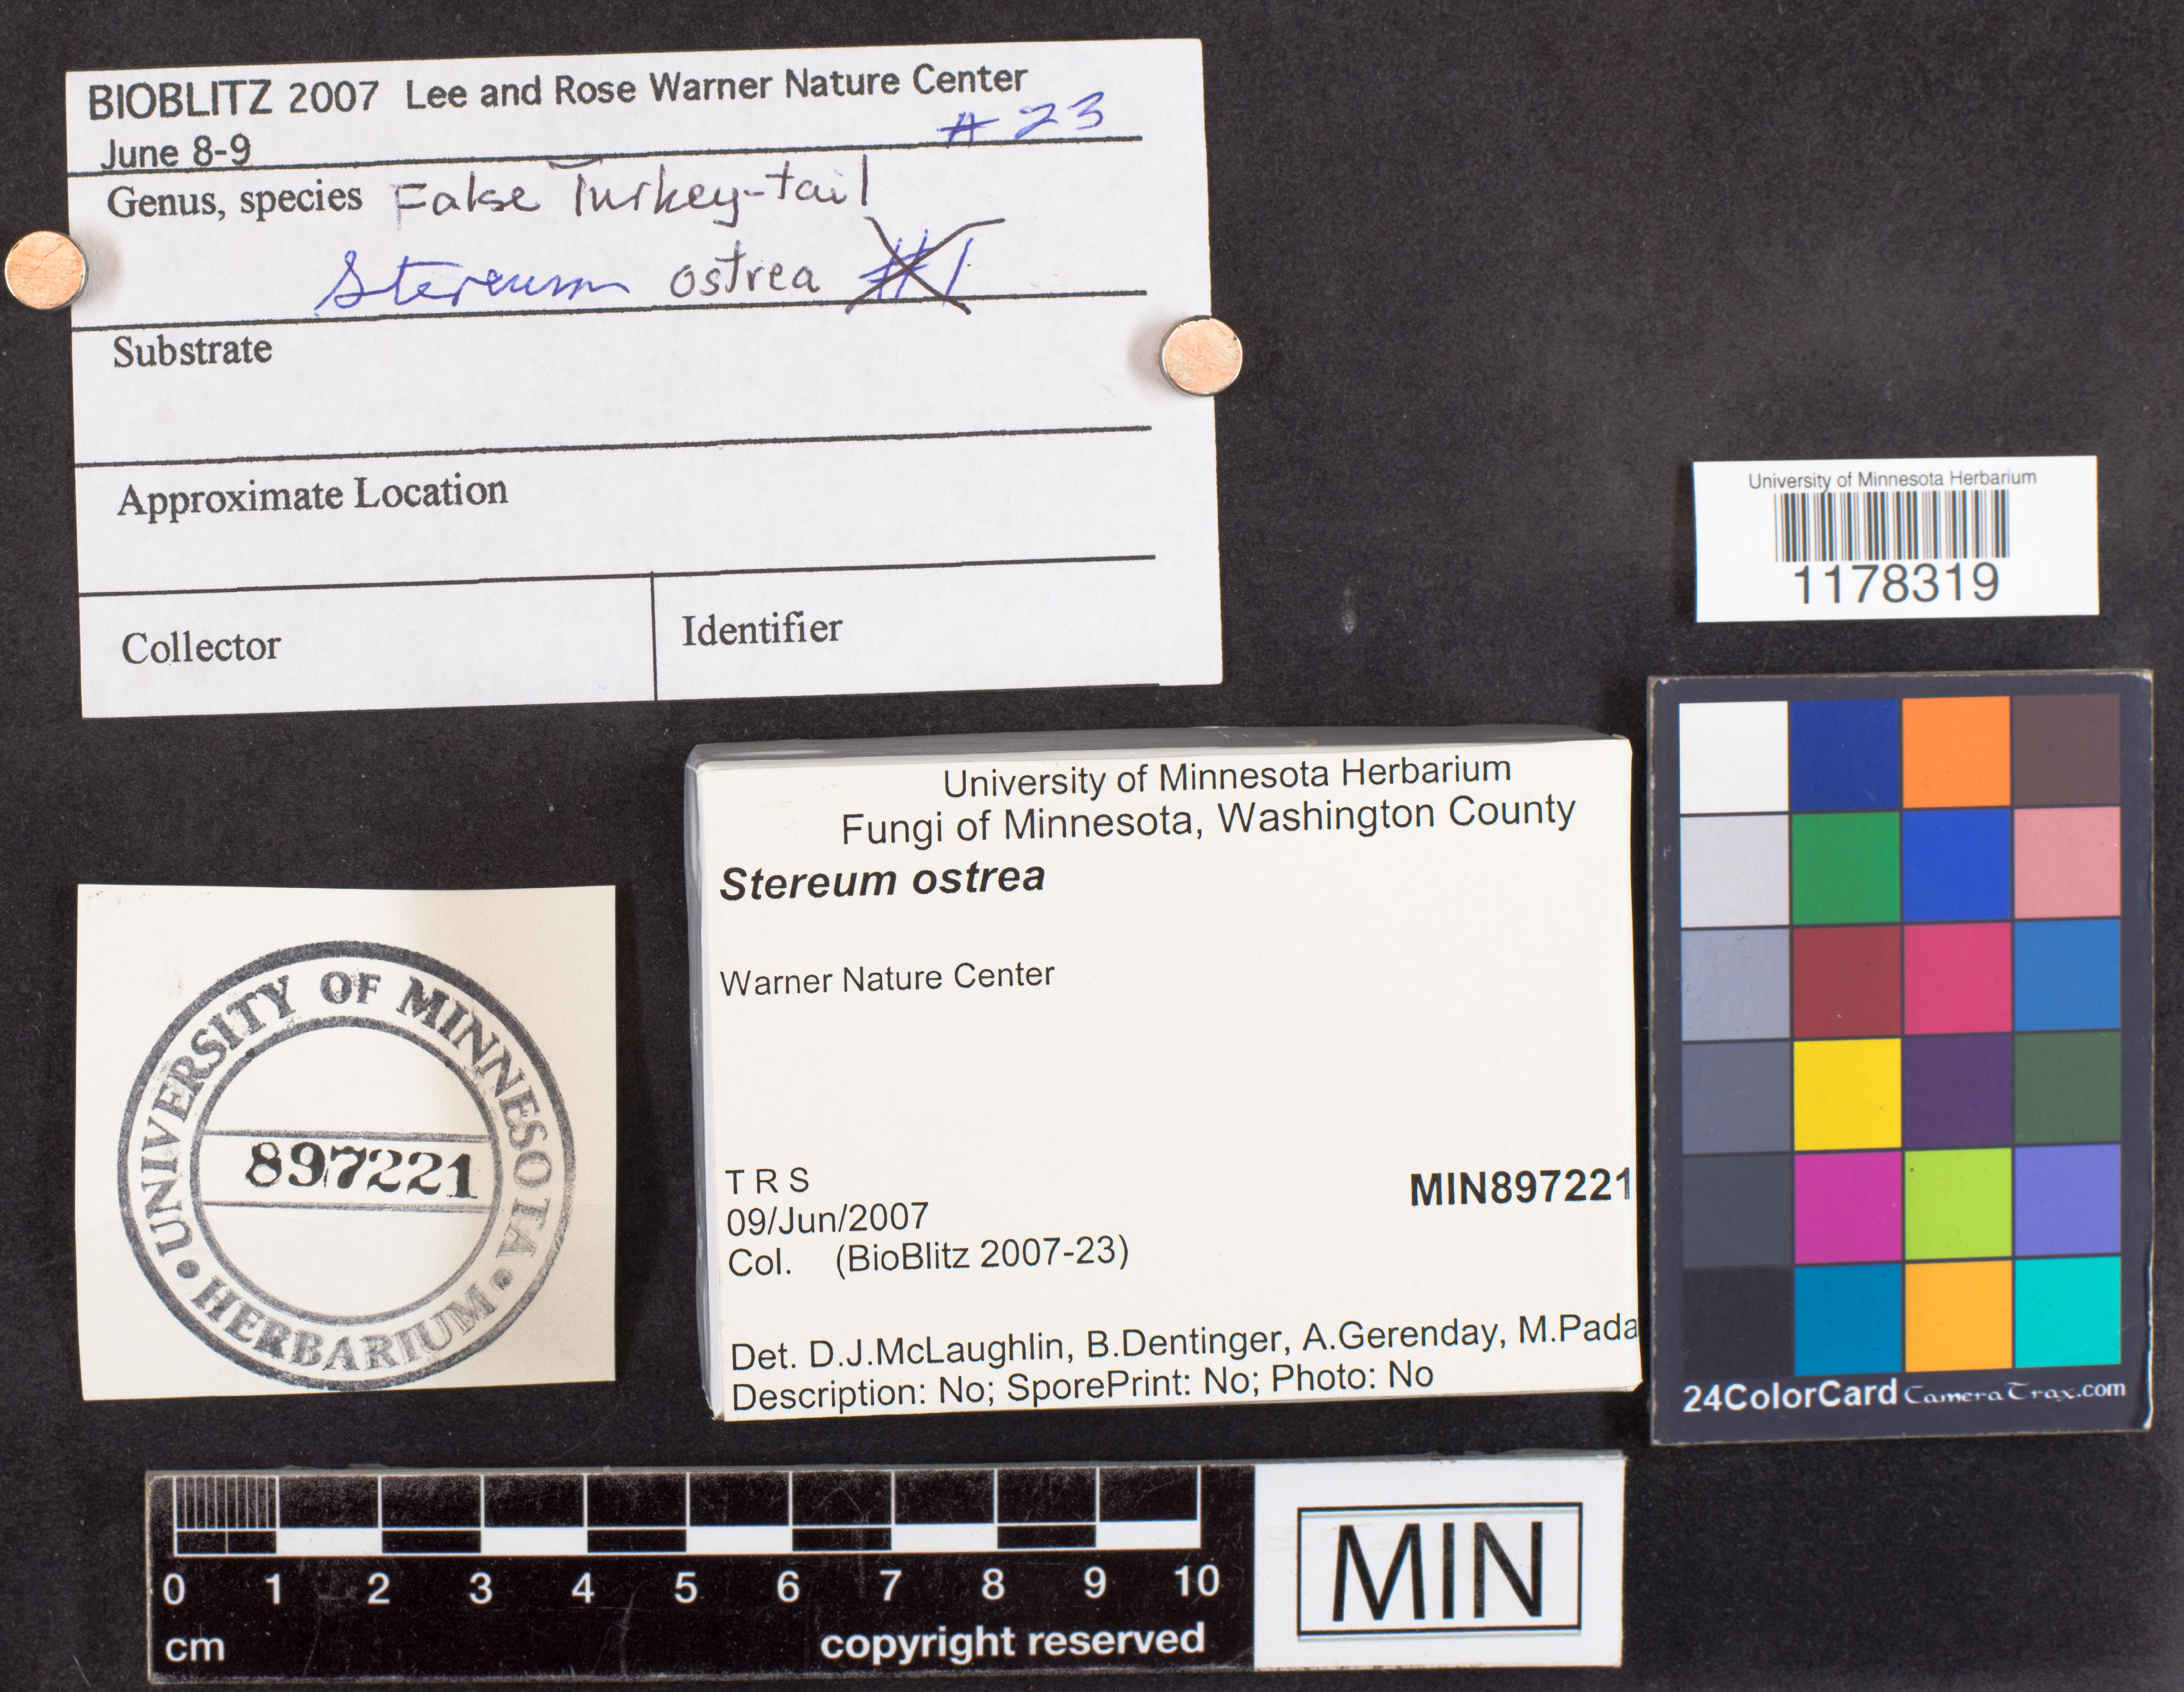 BIOBLITZ 2007 Lee and Rose Warner Nature Center
# 23
June 8-9
Genus, species False Turkey-tail
Stereum ostrea #1
Substrate
Approximate Location
Collector
Identifier
University of Minnesota Herbarium
1178319
University of Minnesota Herbarium
Fungi of Minnesota, Washington County
Stereum ostrea
Warner Nature Center
T R S
MIN897221
09/Jun/2007
Col. (BioBlitz 2007-23)
Det. D.J.McLaughlin, B.Dentinger, A.Gerenday, M.Pada
Description: No; SporePrint: No; Photo: No
UNIVERSITY OF MINNESOTA
897221
HERBARIUM
24ColorCard CameraTrax.com
0 1 2 3 4 5 6 7 8 9 10
cm
copyright reserved
MIN